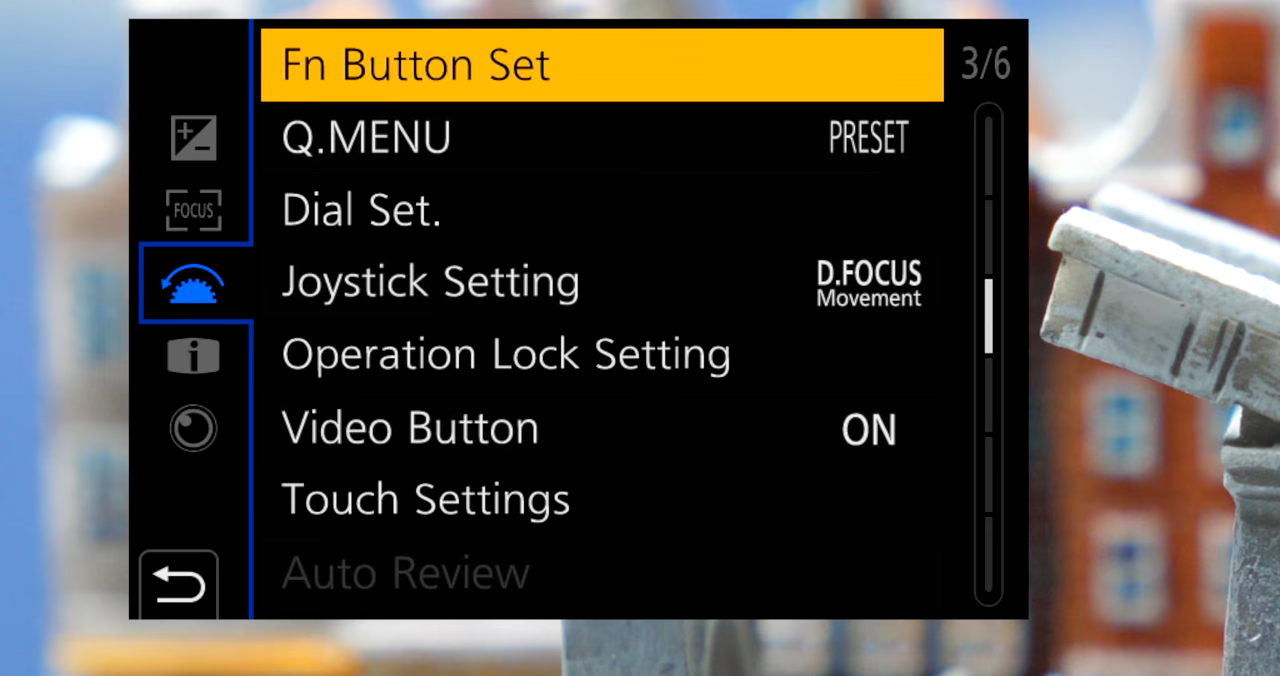 Fn Button Set
3/6
Q.MENU
PRESET
FOCUS
Dial Set.
Joystick Setting
D.FOCUS
Movement
Operation Lock Setting
Video Button
ON
Touch Settings
Auto Review